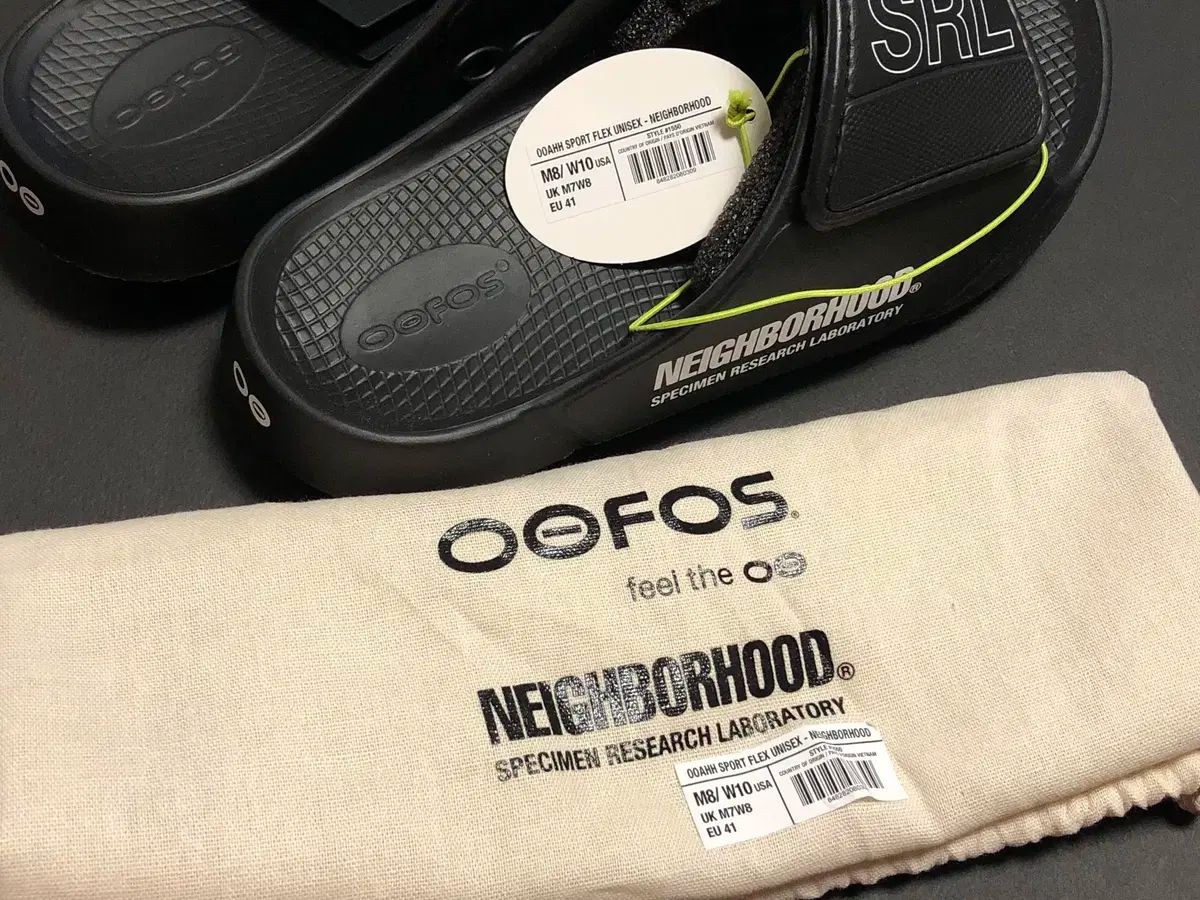 OOFOS
SRL
OOAHH SPORT FLEX UNISEX - NEIGHBORHOOD
STYLE #1550
COUNTRY OF ORIGIN / PAYS D'ORIGIN VIETNAM
M8/ W10 USA
UK M7W8
EU 41
OOFOS
NEIGHBORHOOD®
SPECIMEN RESEARCH LABORATORY
OOFOS®
feel the OO
NEIGHBORHOOD®
SPECIMEN RESEARCH LABORATORY
OOAHH SPORT FLEX UNISEX - NEIGHBORHOOD
STYLE
COUNTRY OF ORIGIN / PAYS D'ORIGIN VIETNAM
M8/ W10 USA
UK M7W8
EU 41